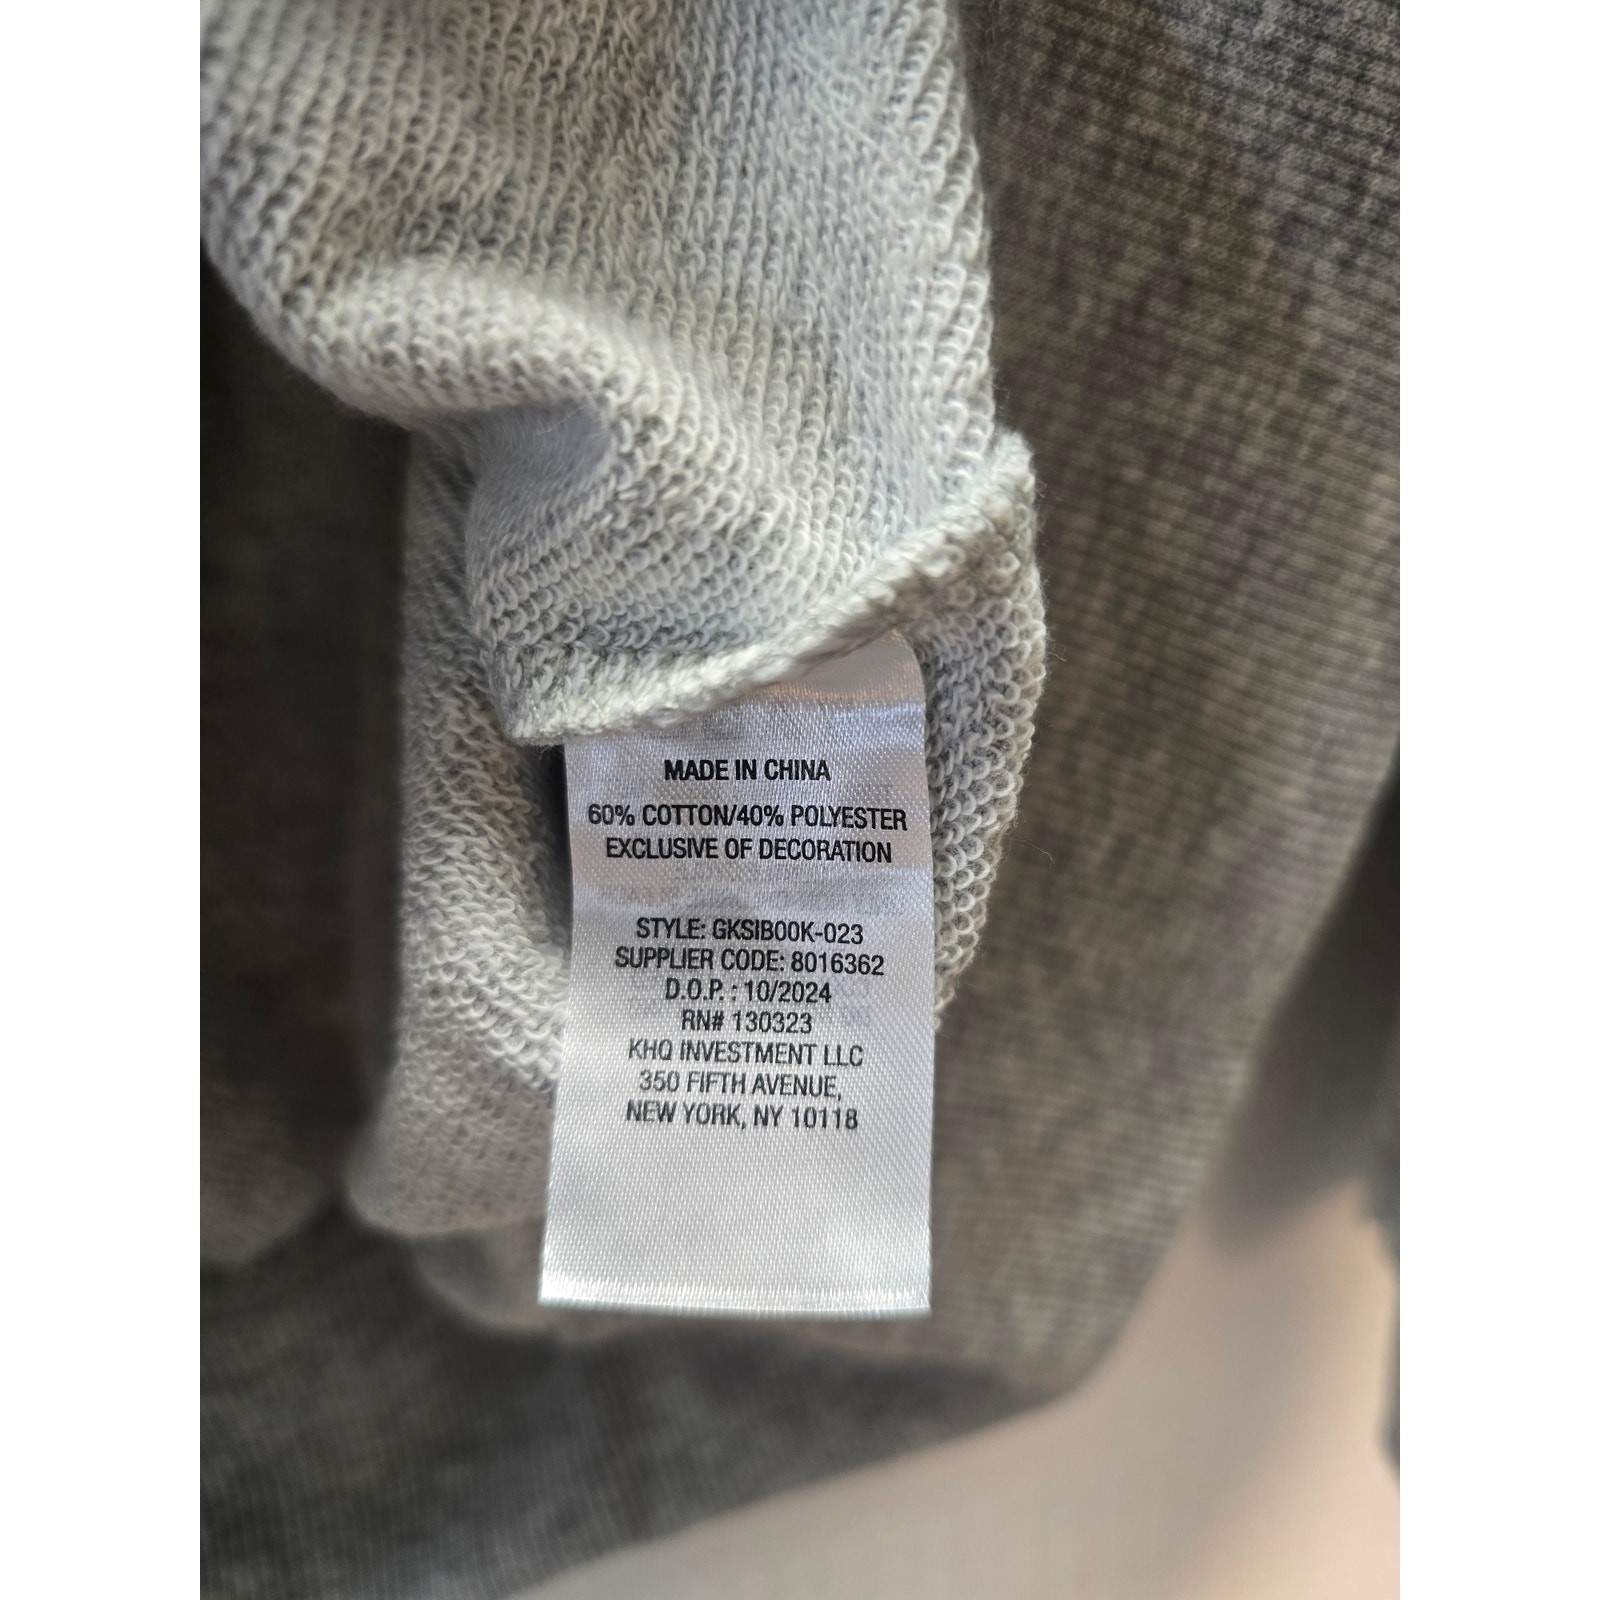 MADE IN CHINA
60% COTTON/40% POLYESTER
EXCLUSIVE OF DECORATION
STYLE: GKSIB00K-023
SUPPLIER CODE: 8016362
D.O.P. : 10/2024
RN# 130323
KHQ INVESTMENT LLC
350 FIFTH AVENUE,
NEW YORK, NY 10118